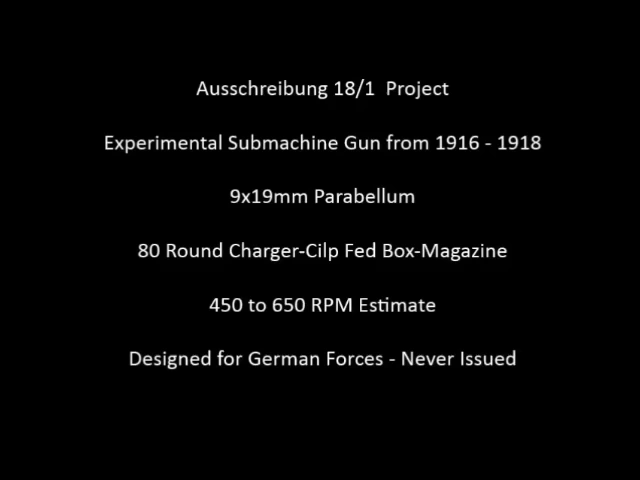 Ausschreibung 18/1  Project
Experimental Submachine Gun from 1916 - 1918
9x19mm Parabellum
80 Round Charger-Cilp Fed Box-Magazine
450 to 650 RPM Estimate
Designed for German Forces - Never Issued